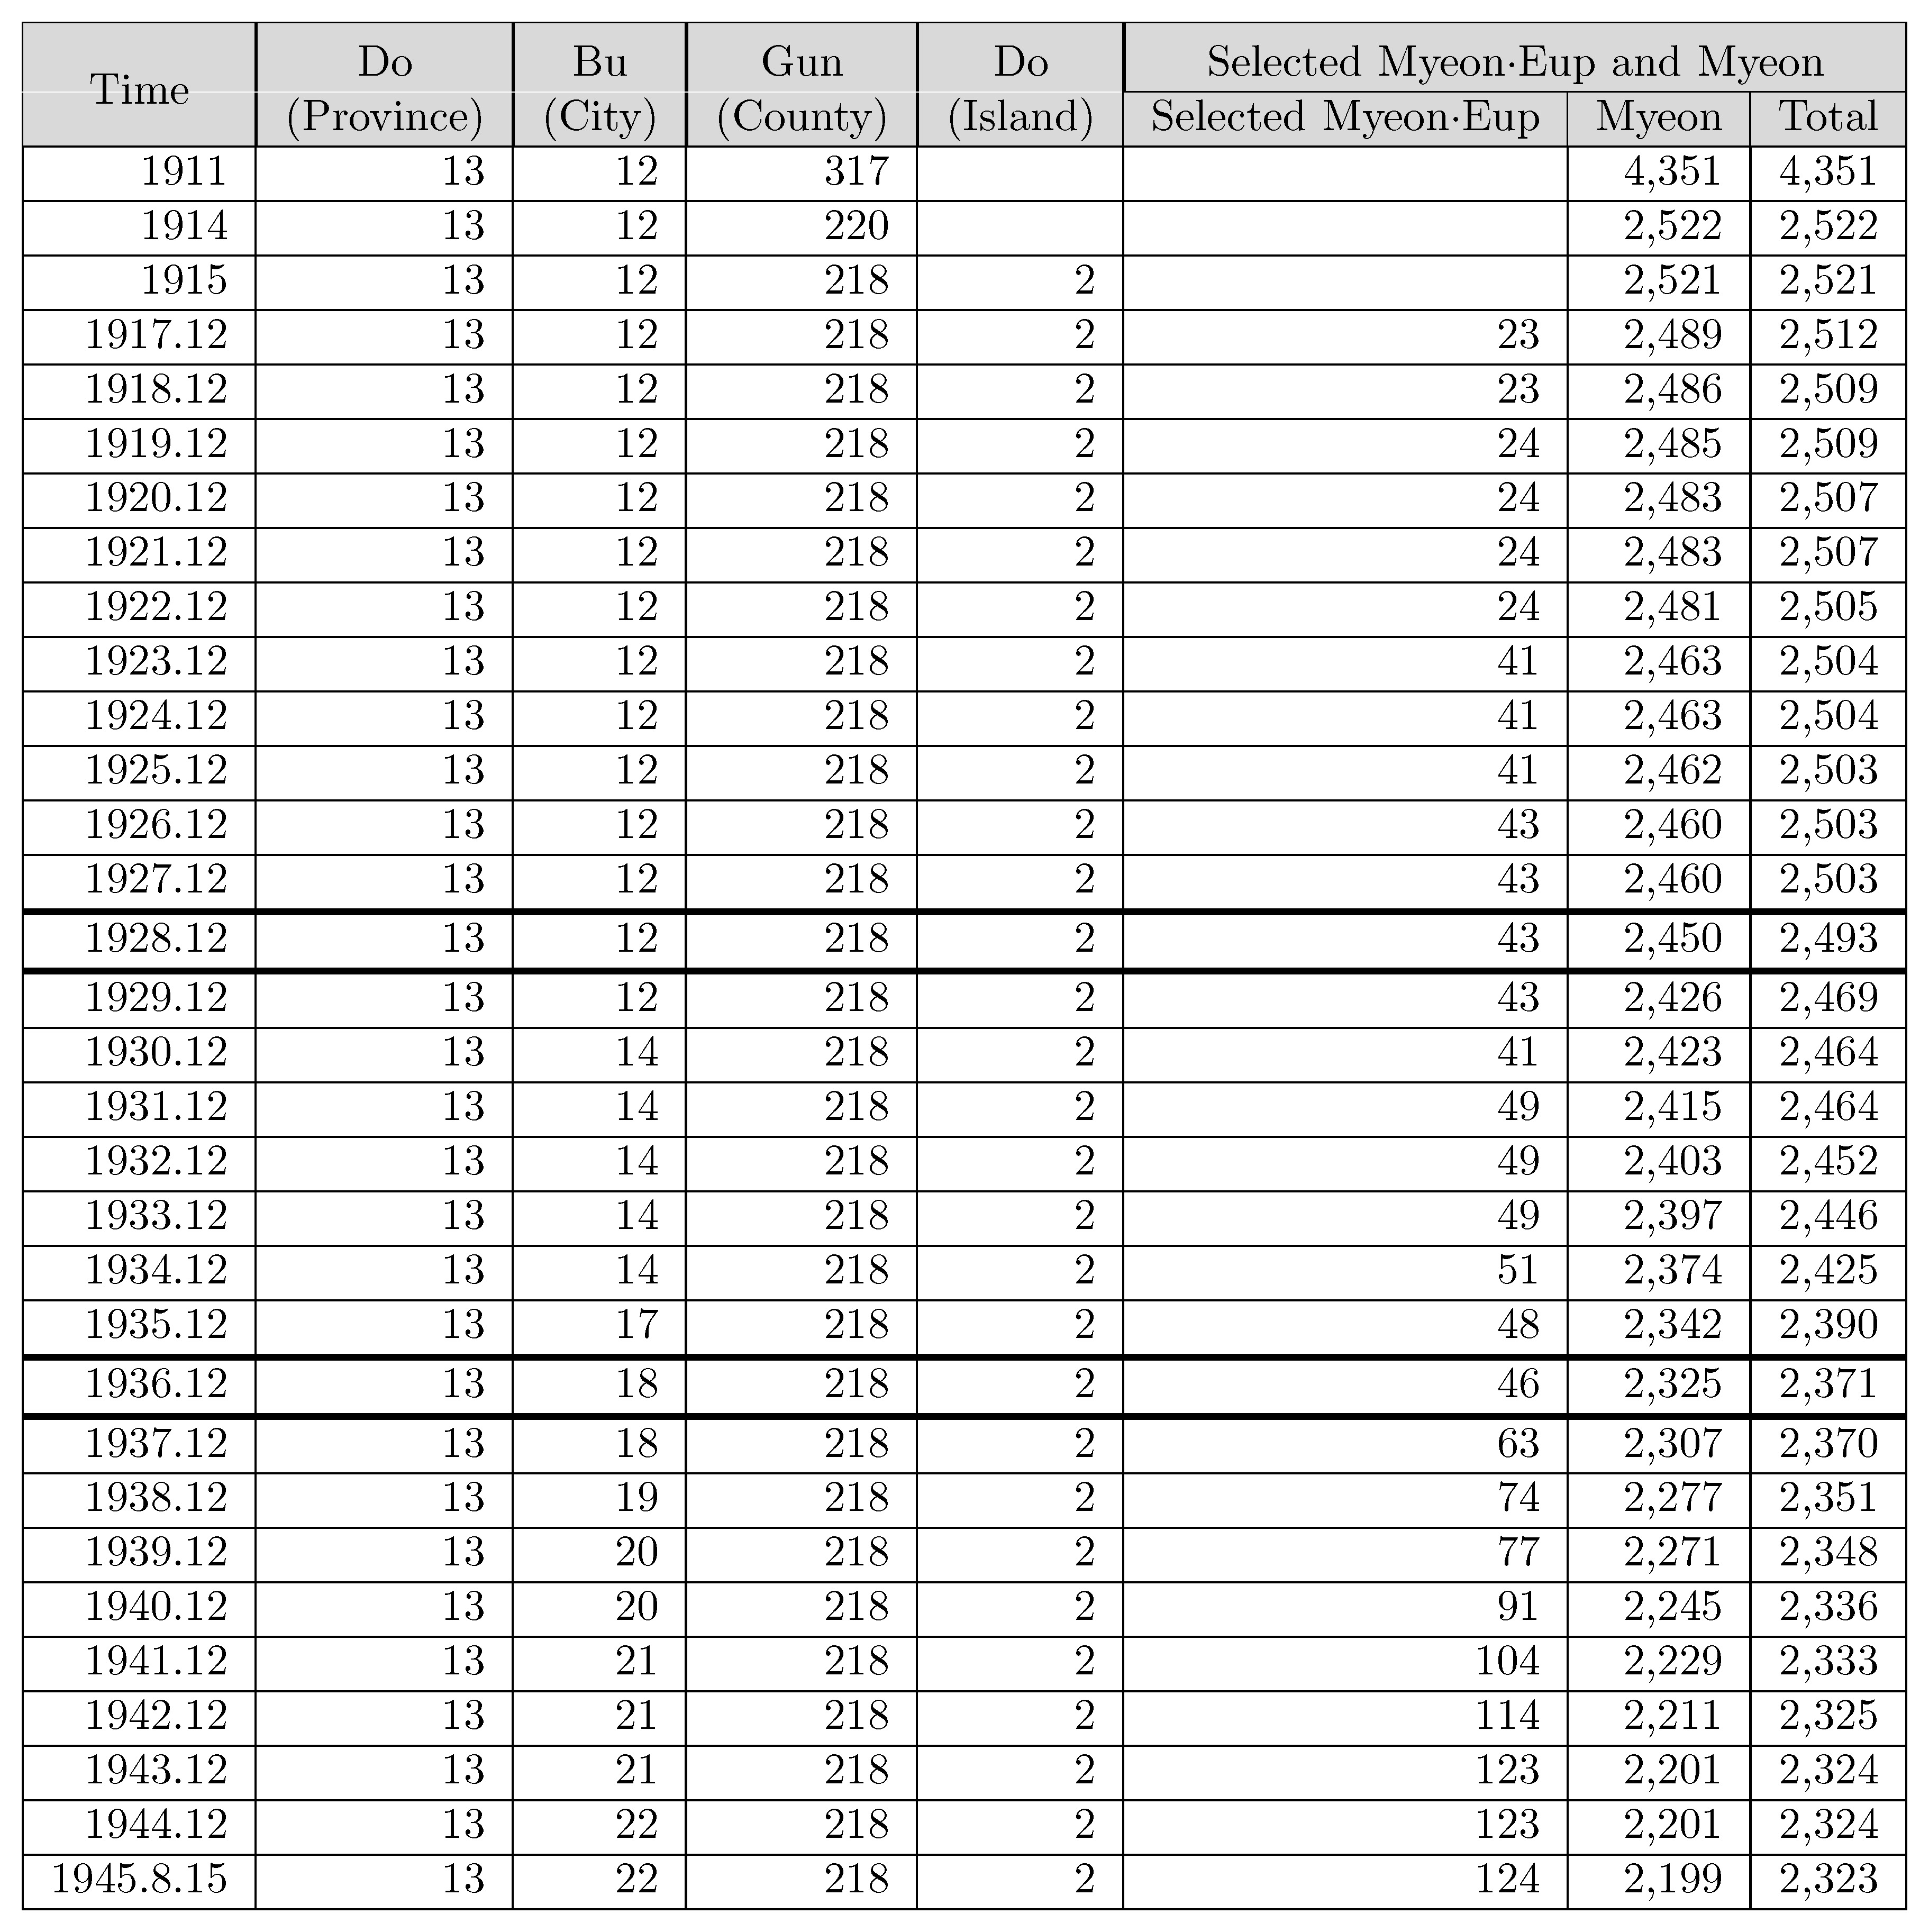 Time Do (Province) Bu (City) Gun (County) Do (Island) Selected Myeon·Eup and Myeon
Selected Myeon·Eup Myeon Total
1911 13 12 317 4,351 4,351
1914 13 12 220 2,522 2,522
1915 13 12 218 2 2,521 2,521
1917.12 13 12 218 2 23 2,489 2,512
1918.12 13 12 218 2 23 2,486 2,509
1919.12 13 12 218 2 24 2,485 2,509
1920.12 13 12 218 2 24 2,483 2,507
1921.12 13 12 218 2 24 2,483 2,507
1922.12 13 12 218 2 24 2,481 2,505
1923.12 13 12 218 2 41 2,463 2,504
1924.12 13 12 218 2 41 2,463 2,504
1925.12 13 12 218 2 41 2,462 2,503
1926.12 13 12 218 2 43 2,460 2,503
1927.12 13 12 218 2 43 2,460 2,503
1928.12 13 12 218 2 43 2,450 2,493
1929.12 13 12 218 2 43 2,426 2,469
1930.12 13 14 218 2 41 2,423 2,464
1931.12 13 14 218 2 49 2,415 2,464
1932.12 13 14 218 2 49 2,403 2,452
1933.12 13 14 218 2 49 2,397 2,446
1934.12 13 14 218 2 51 2,374 2,425
1935.12 13 17 218 2 48 2,342 2,390
1936.12 13 18 218 2 46 2,325 2,371
1937.12 13 18 218 2 63 2,307 2,370
1938.12 13 19 218 2 74 2,277 2,351
1939.12 13 20 218 2 77 2,271 2,348
1940.12 13 20 218 2 91 2,245 2,336
1941.12 13 21 218 2 104 2,229 2,333
1942.12 13 21 218 2 114 2,211 2,325
1943.12 13 21 218 2 123 2,201 2,324
1944.12 13 22 218 2 123 2,201 2,324
1945.8.15 13 22 218 2 124 2,199 2,323